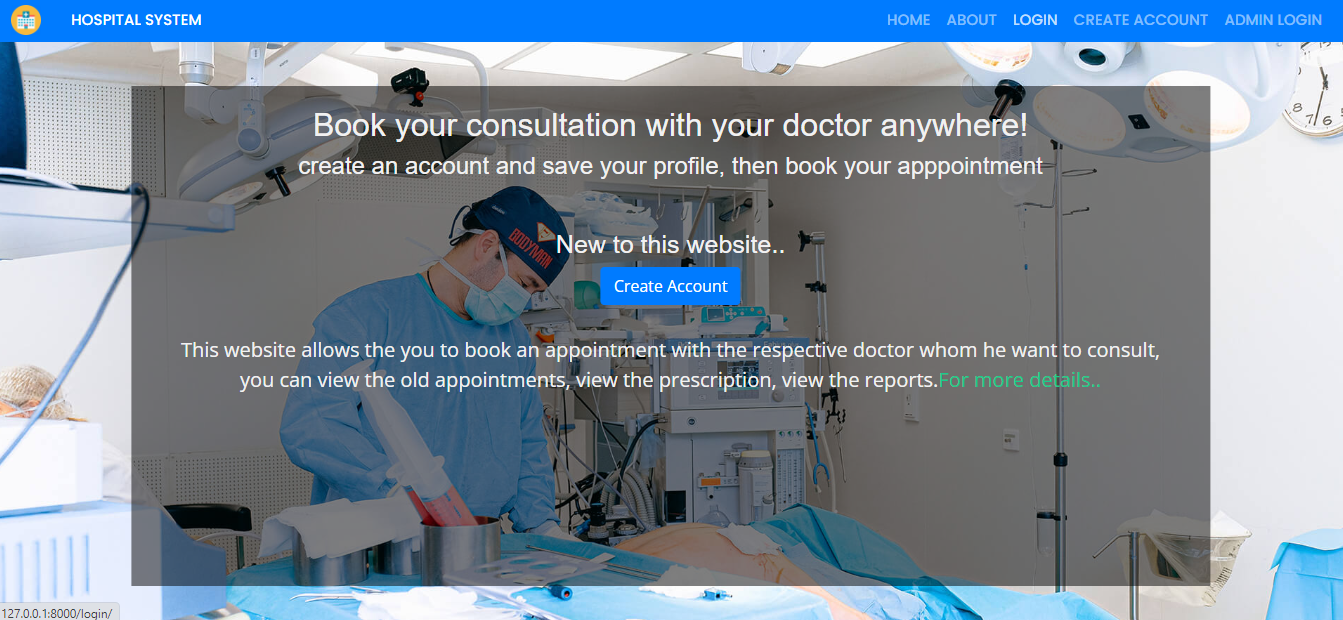 HOSPITAL SYSTEM
HOME ABOUT LOGIN CREATE ACCOUNT ADMIN LOGIN
Book your consultation with your doctor anywhere!
create an account and save your profile, then book your apppointment
BODYMAN
New to this website..
Create Account
This website allows the you to book an appointment with the respective doctor whom he want to consult,
you can view the old appointments, view the prescription, view the reports.For more details..
127.0.0.1:8000/login/